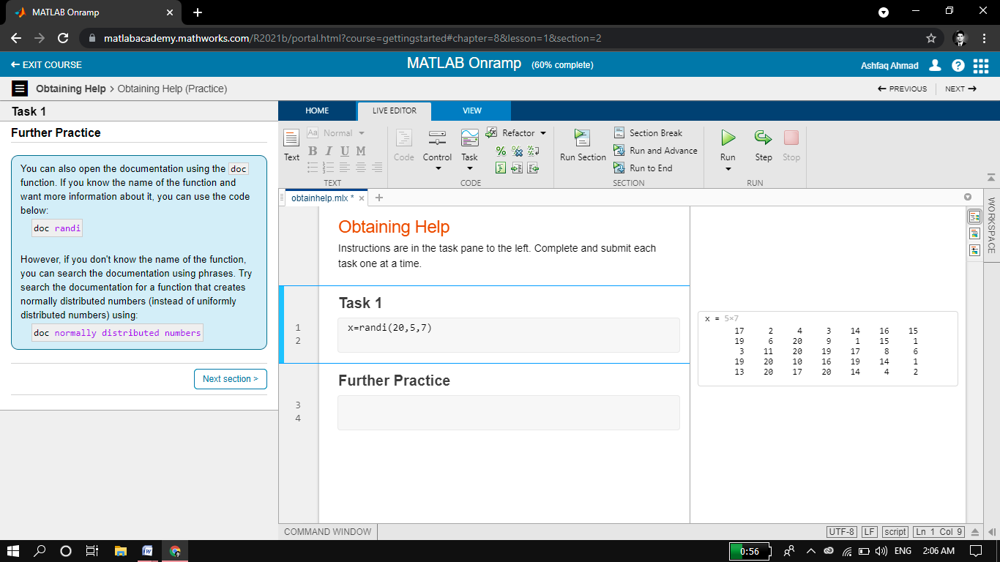 MATLAB Onramp
matlabacademy.mathworks.com/R2021b/portal.html?course=gettingstarted#chapter=8&lesson=1&section=2
EXIT COURSE
MATLAB Onramp (60% complete)
Ashfaq Ahmad
Obtaining Help > Obtaining Help (Practice)
PREVIOUS
NEXT
Task 1
Further Practice
You can also open the documentation using the doc
function. If you know the name of the function and
want more information about it, you can use the code
below:
doc randi
However, if you don't know the name of the function,
you can search the documentation using phrases. Try
search the documentation for a function that creates
normally distributed numbers (instead of uniformly
distributed numbers) using:
doc normally distributed numbers
Next section >
HOME
LIVE EDITOR
VIEW
Text
Aa Normal
B I U M
TEXT
Code
Control
Task
Refactor
CODE
Run Section
Section Break
Run and Advance
Run to End
SECTION
Run
Step
Stop
RUN
obtainhelp.mlx *
WORKSPACE
Obtaining Help
Instructions are in the task pane to the left. Complete and submit each
task one at a time.
Task 1
1 x=randi(20,5,7)
2
Further Practice
3
4
x = 5×7
17 2 4 3 14 16 15
19 6 20 9 1 15 1
3 11 20 19 17 8 6
19 20 10 16 19 14 1
13 20 17 20 14 4 2
COMMAND WINDOW
UTF-8 LF script Ln 1 Col 9
0:56
ENG
2:06 AM